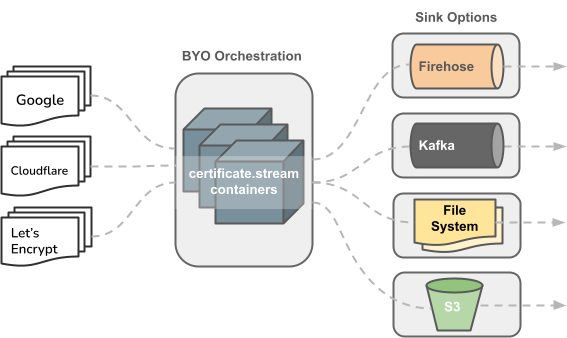 Sink Options
BYO Orchestration
Google
Cloudflare
Let's
Encrypt
certificate.stream
containers
Firehose
Kafka
File
System
S3